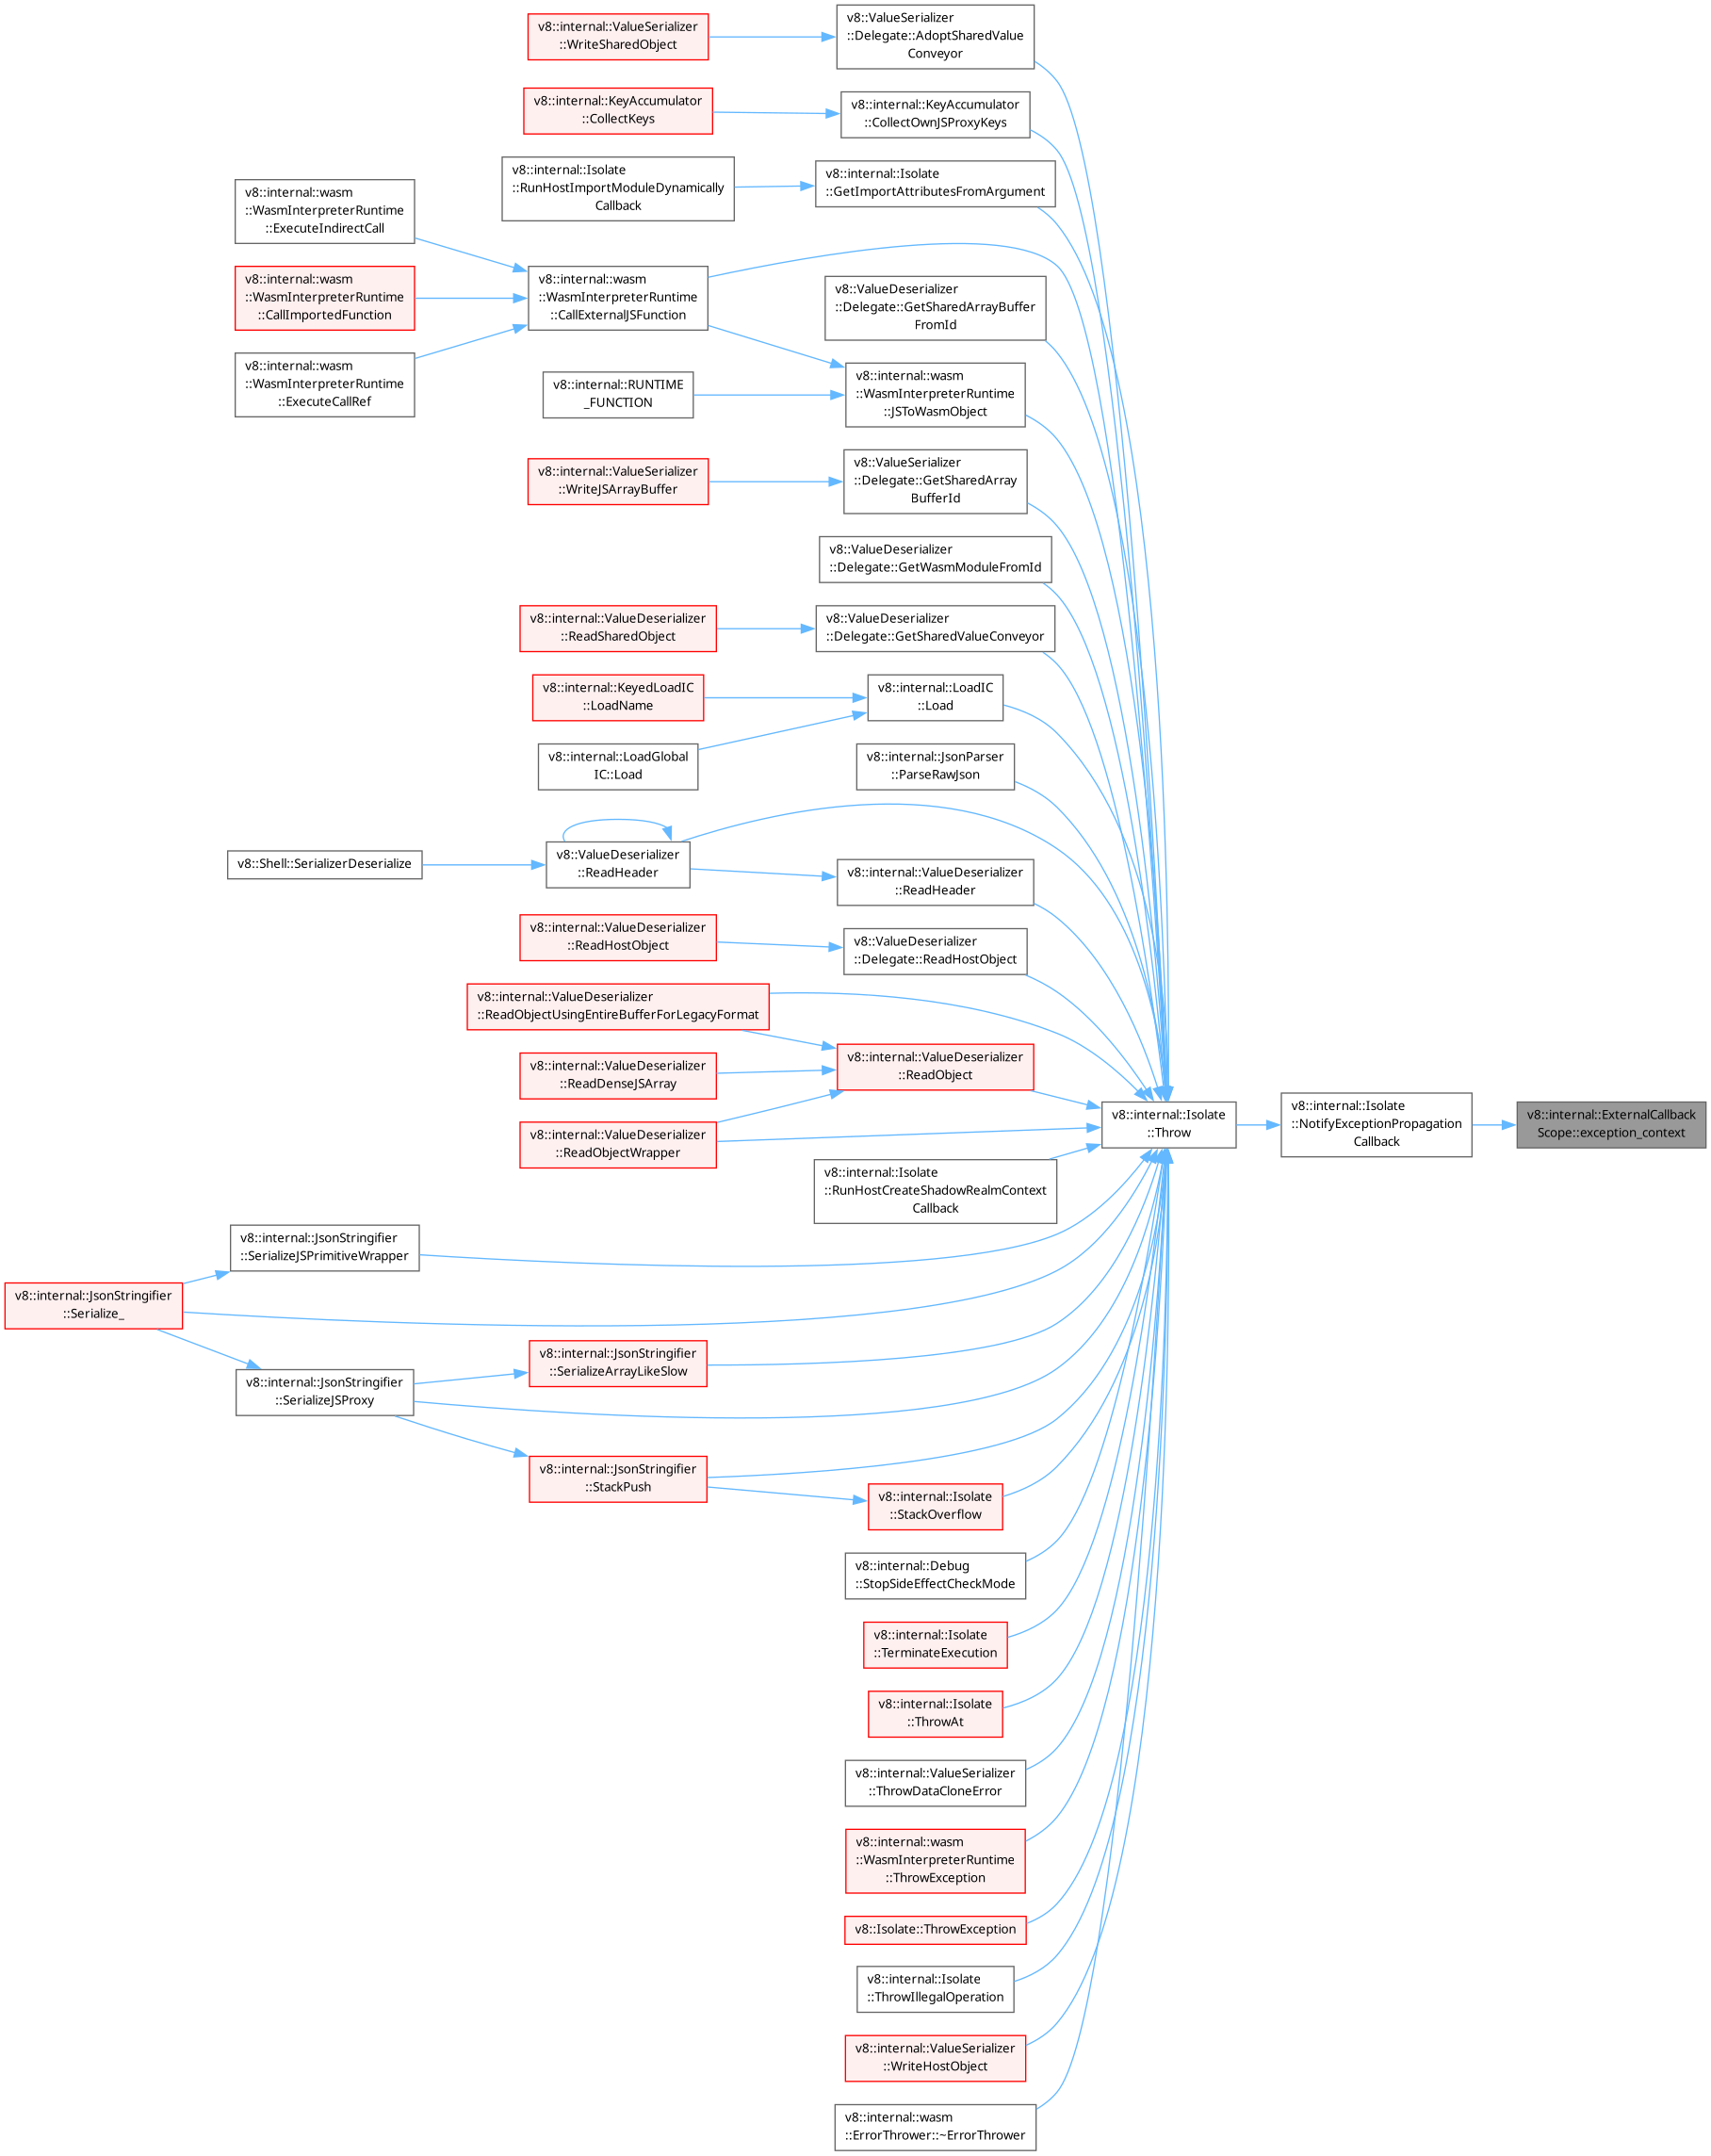 v8::internal::ValueSerializer
::WriteSharedObject
v8::ValueSerializer
::Delegate::AdoptSharedValue
Conveyor
v8::internal::KeyAccumulator
::CollectKeys
v8::internal::KeyAccumulator
::CollectOwnJSProxyKeys
v8::internal::Isolate
::RunHostImportModuleDynamically
Callback
v8::internal::Isolate
::GetImportAttributesFromArgument
v8::internal::wasm
::WasmInterpreterRuntime
::ExecuteIndirectCall
v8::internal::wasm
::WasmInterpreterRuntime
::CallImportedFunction
v8::internal::wasm
::WasmInterpreterRuntime
::CallExternalJSFunction
v8::ValueDeserializer
::Delegate::GetSharedArrayBuffer
FromId
v8::internal::wasm
::WasmInterpreterRuntime
::ExecuteCallRef
v8::internal::RUNTIME
_FUNCTION
v8::internal::wasm
::WasmInterpreterRuntime
::JSToWasmObject
v8::internal::ValueSerializer
::WriteJSArrayBuffer
v8::ValueSerializer
::Delegate::GetSharedArray
BufferId
v8::ValueDeserializer
::Delegate::GetWasmModuleFromId
v8::internal::ValueDeserializer
::ReadSharedObject
v8::ValueDeserializer
::Delegate::GetSharedValueConveyor
v8::internal::KeyedLoadIC
::LoadName
v8::internal::LoadIC
::Load
v8::internal::LoadGlobal
IC::Load
v8::internal::JsonParser
::ParseRawJson
v8::Shell::SerializerDeserialize
v8::ValueDeserializer
::ReadHeader
v8::internal::ValueDeserializer
::ReadHeader
v8::internal::ValueDeserializer
::ReadHostObject
v8::ValueDeserializer
::Delegate::ReadHostObject
v8::internal::ValueDeserializer
::ReadObjectUsingEntireBufferForLegacyFormat
v8::internal::ValueDeserializer
::ReadDenseJSArray
v8::internal::ValueDeserializer
::ReadObject
v8::internal::ValueDeserializer
::ReadObjectWrapper
v8::internal::Isolate
::Throw
v8::internal::Isolate
::NotifyExceptionPropagation
Callback
v8::internal::ExternalCallback
Scope::exception_context
v8::internal::Isolate
::RunHostCreateShadowRealmContext
Callback
v8::internal::JsonStringifier
::SerializeJSPrimitiveWrapper
v8::internal::JsonStringifier
::Serialize_
v8::internal::JsonStringifier
::SerializeArrayLikeSlow
v8::internal::JsonStringifier
::SerializeJSProxy
v8::internal::JsonStringifier
::StackPush
v8::internal::Isolate
::StackOverflow
v8::internal::Debug
::StopSideEffectCheckMode
v8::internal::Isolate
::TerminateExecution
v8::internal::Isolate
::ThrowAt
v8::internal::ValueSerializer
::ThrowDataCloneError
v8::internal::wasm
::WasmInterpreterRuntime
::ThrowException
v8::Isolate::ThrowException
v8::internal::Isolate
::ThrowIllegalOperation
v8::internal::ValueSerializer
::WriteHostObject
v8::internal::wasm
::ErrorThrower::~ErrorThrower